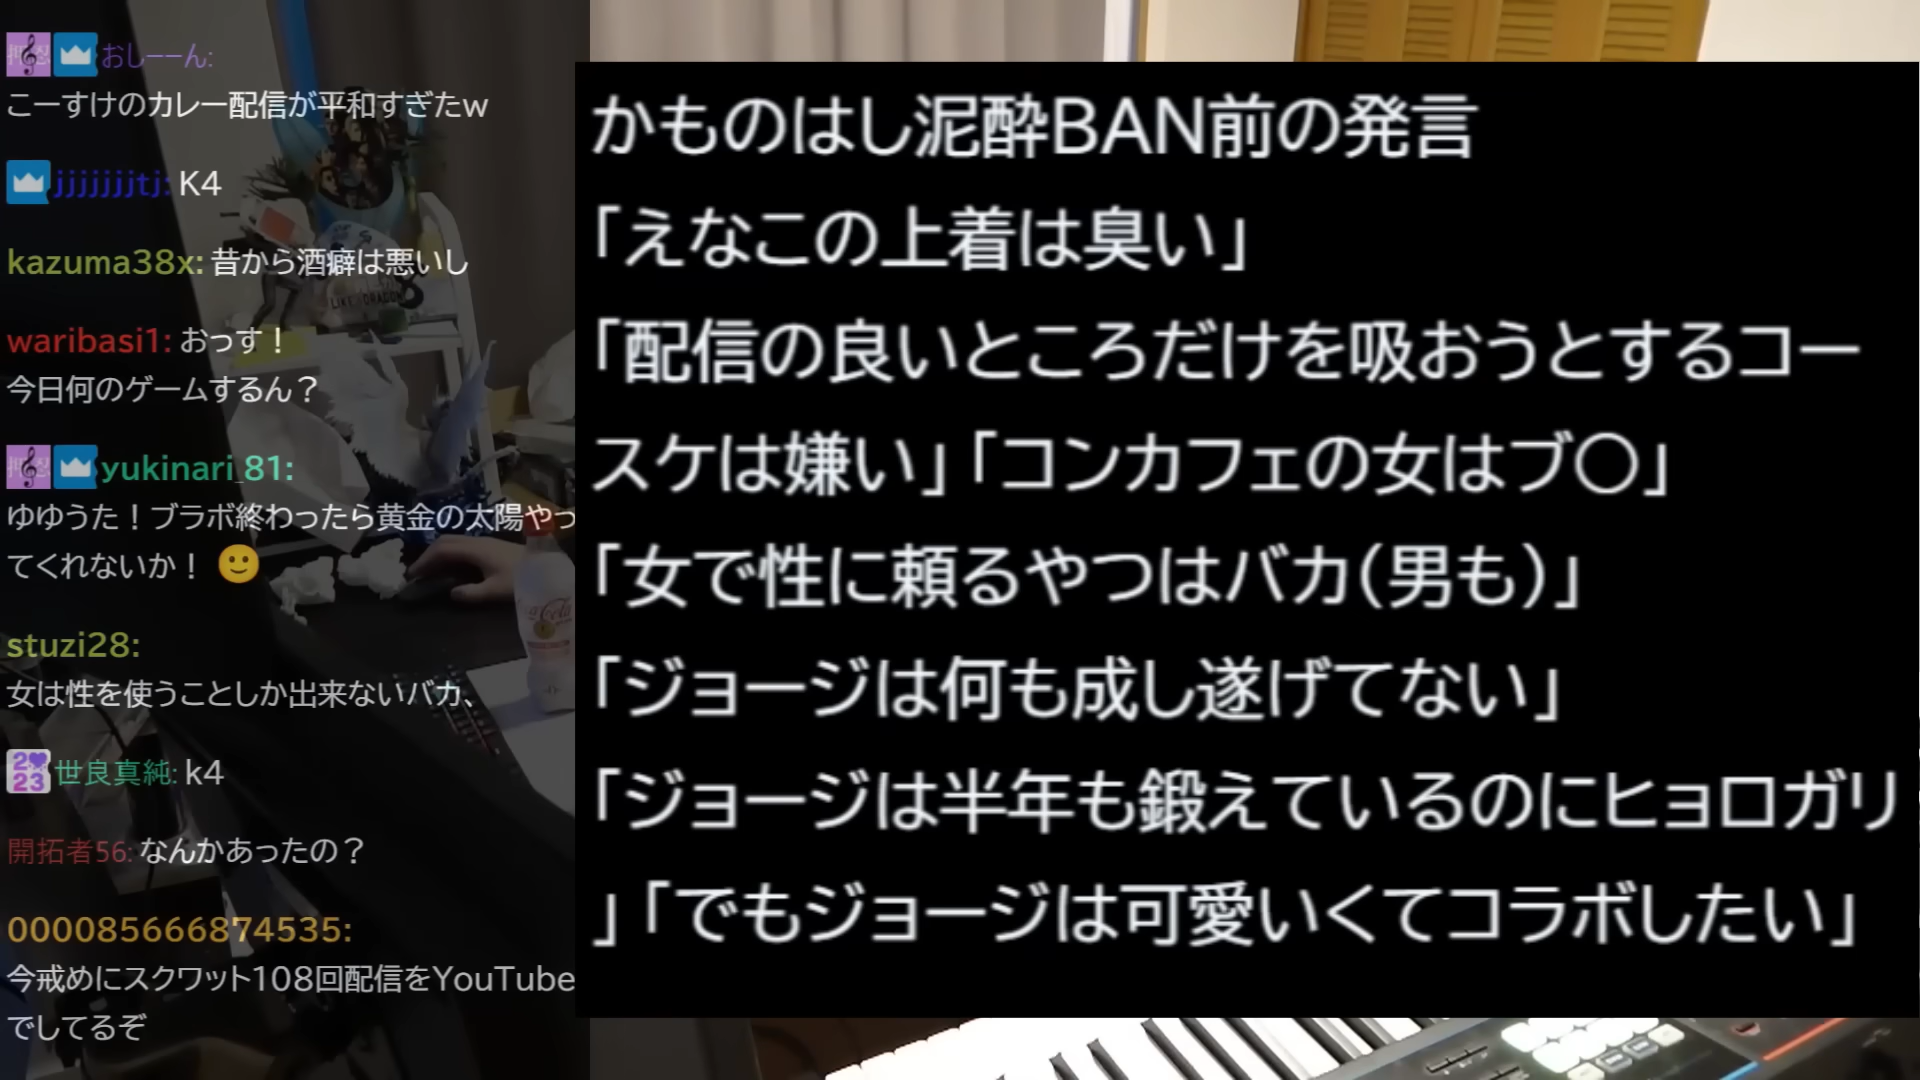 おしーーん:
こーすけのカレー配信が平和すぎたw
jjjjjjjtj: K4
kazuma38x: 昔から酒癖は悪いし
waribasi1: おっす！
今日何のゲームするん？
yukinari_81:
ゆゆうた！ブラボ終わったら黄金の太陽やっ
てくれないか！
stuzi28:
女は性を使うことしか出来ないバカ、
世良真純: k4
開拓者56: なんかあったの？
000085666874535:
今戒めにスクワット108回配信をYouTube
でしてるぞ
かものはし泥酔BAN前の発言
「えなこの上着は臭い」
「配信の良いところだけを吸おうとするコー
スケは嫌い」「コンカフェの女はブ〇」
「女で性に頼るやつはバカ(男も)」
「ジョージは何も成し遂げてない」
「ジョージは半年も鍛えているのにヒョロガリ
」「でもジョージは可愛いくてコラボしたい」
LIKE A DRAGON 8
2023